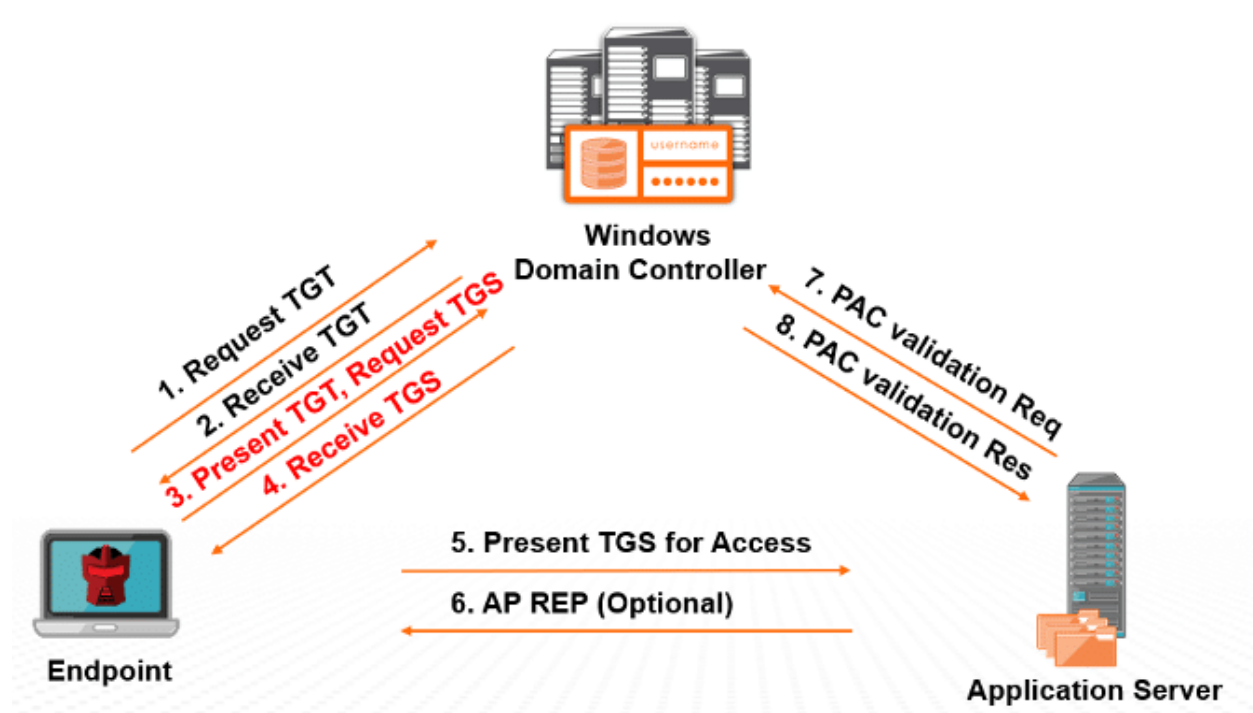 username
Windows
Domain Controller
1. Request TGT
2. Receive TGT
3. Present TGT, Request TGS
4. Receive TGS
7. PAC validation Req
8. PAC validation Res
5. Present TGS for Access
6. AP REP (Optional)
Endpoint
Application Server